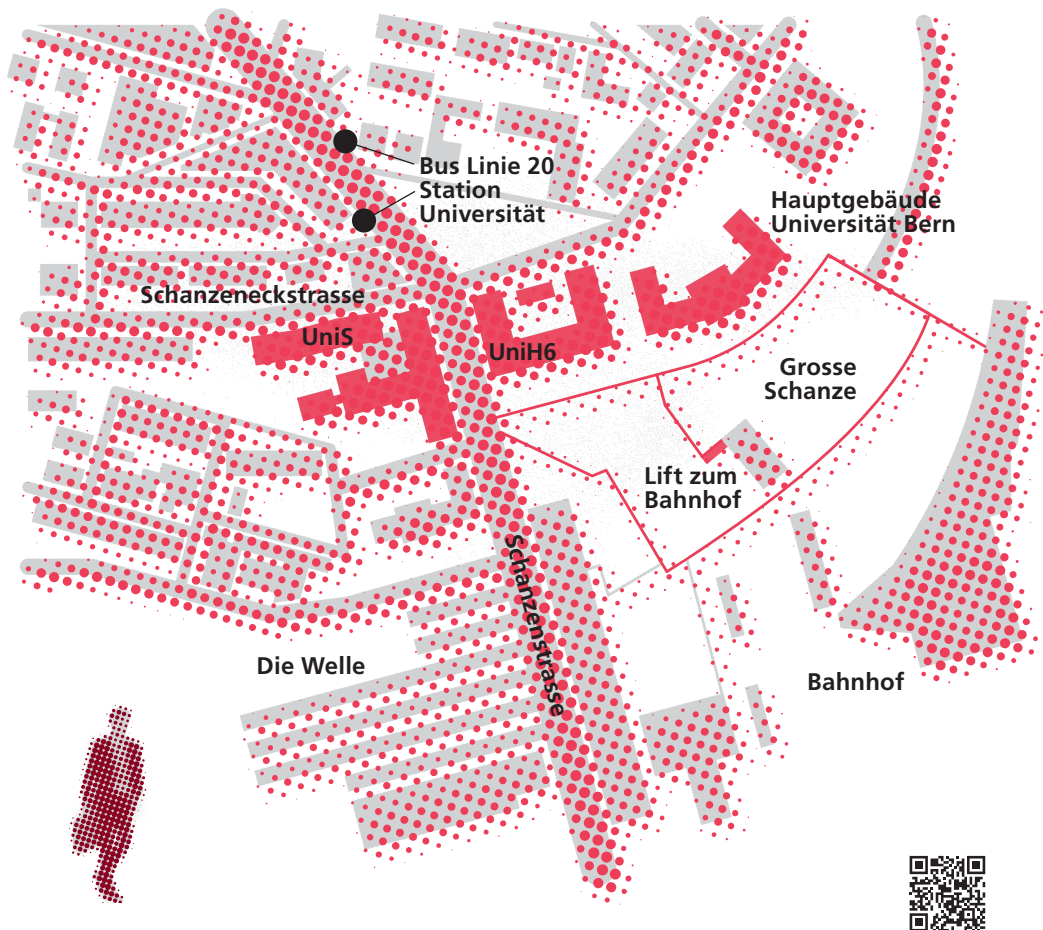 Bus Linie 20
Station
Universität
Hauptgebäude
Universität Bern
Schanzeneckstrasse
UniS
UniH6
Grosse
Schanze
Lift zum
Bahnhof
Schanzenstrasse
Die Welle
Bahnhof